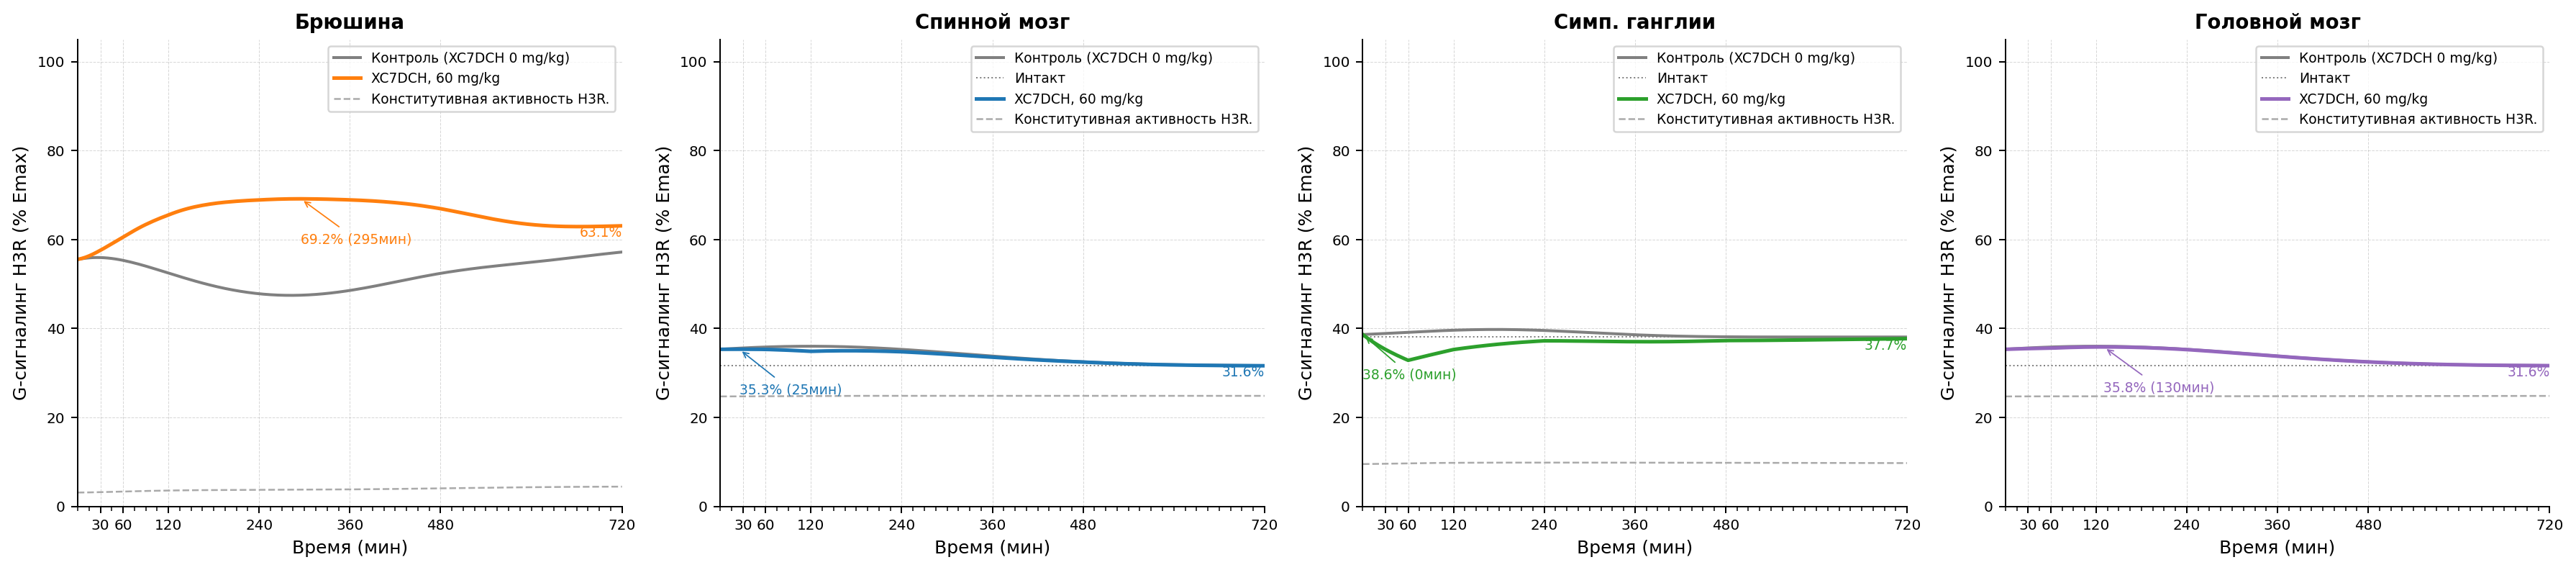 Брюшина
G-сигналинг H3R (% Emax)
100
80
60
40
20
0
Контроль (XC7DCH 0 mg/kg)
XC7DCH, 60 mg/kg
Конститутивная активность H3R.
69.2% (295мин)
63.1%
30 60 120 240 360 480 720
Время (мин)
Спинной мозг
G-сигналинг H3R (% Emax)
100
80
60
40
20
0
Контроль (XC7DCH 0 mg/kg)
Интакт
XC7DCH, 60 mg/kg
Конститутивная активность H3R.
35.3% (25мин)
31.6%
30 60 120 240 360 480 720
Время (мин)
Симп. ганглии
G-сигналинг H3R (% Emax)
100
80
60
40
20
0
Контроль (XC7DCH 0 mg/kg)
Интакт
XC7DCH, 60 mg/kg
Конститутивная активность H3R.
38.6% (0мин)
37.7%
30 60 120 240 360 480 720
Время (мин)
Головной мозг
G-сигналинг H3R (% Emax)
100
80
60
40
20
0
Контроль (XC7DCH 0 mg/kg)
Интакт
XC7DCH, 60 mg/kg
Конститутивная активность H3R.
35.8% (130мин)
31.6%
30 60 120 240 360 480 720
Время (мин)